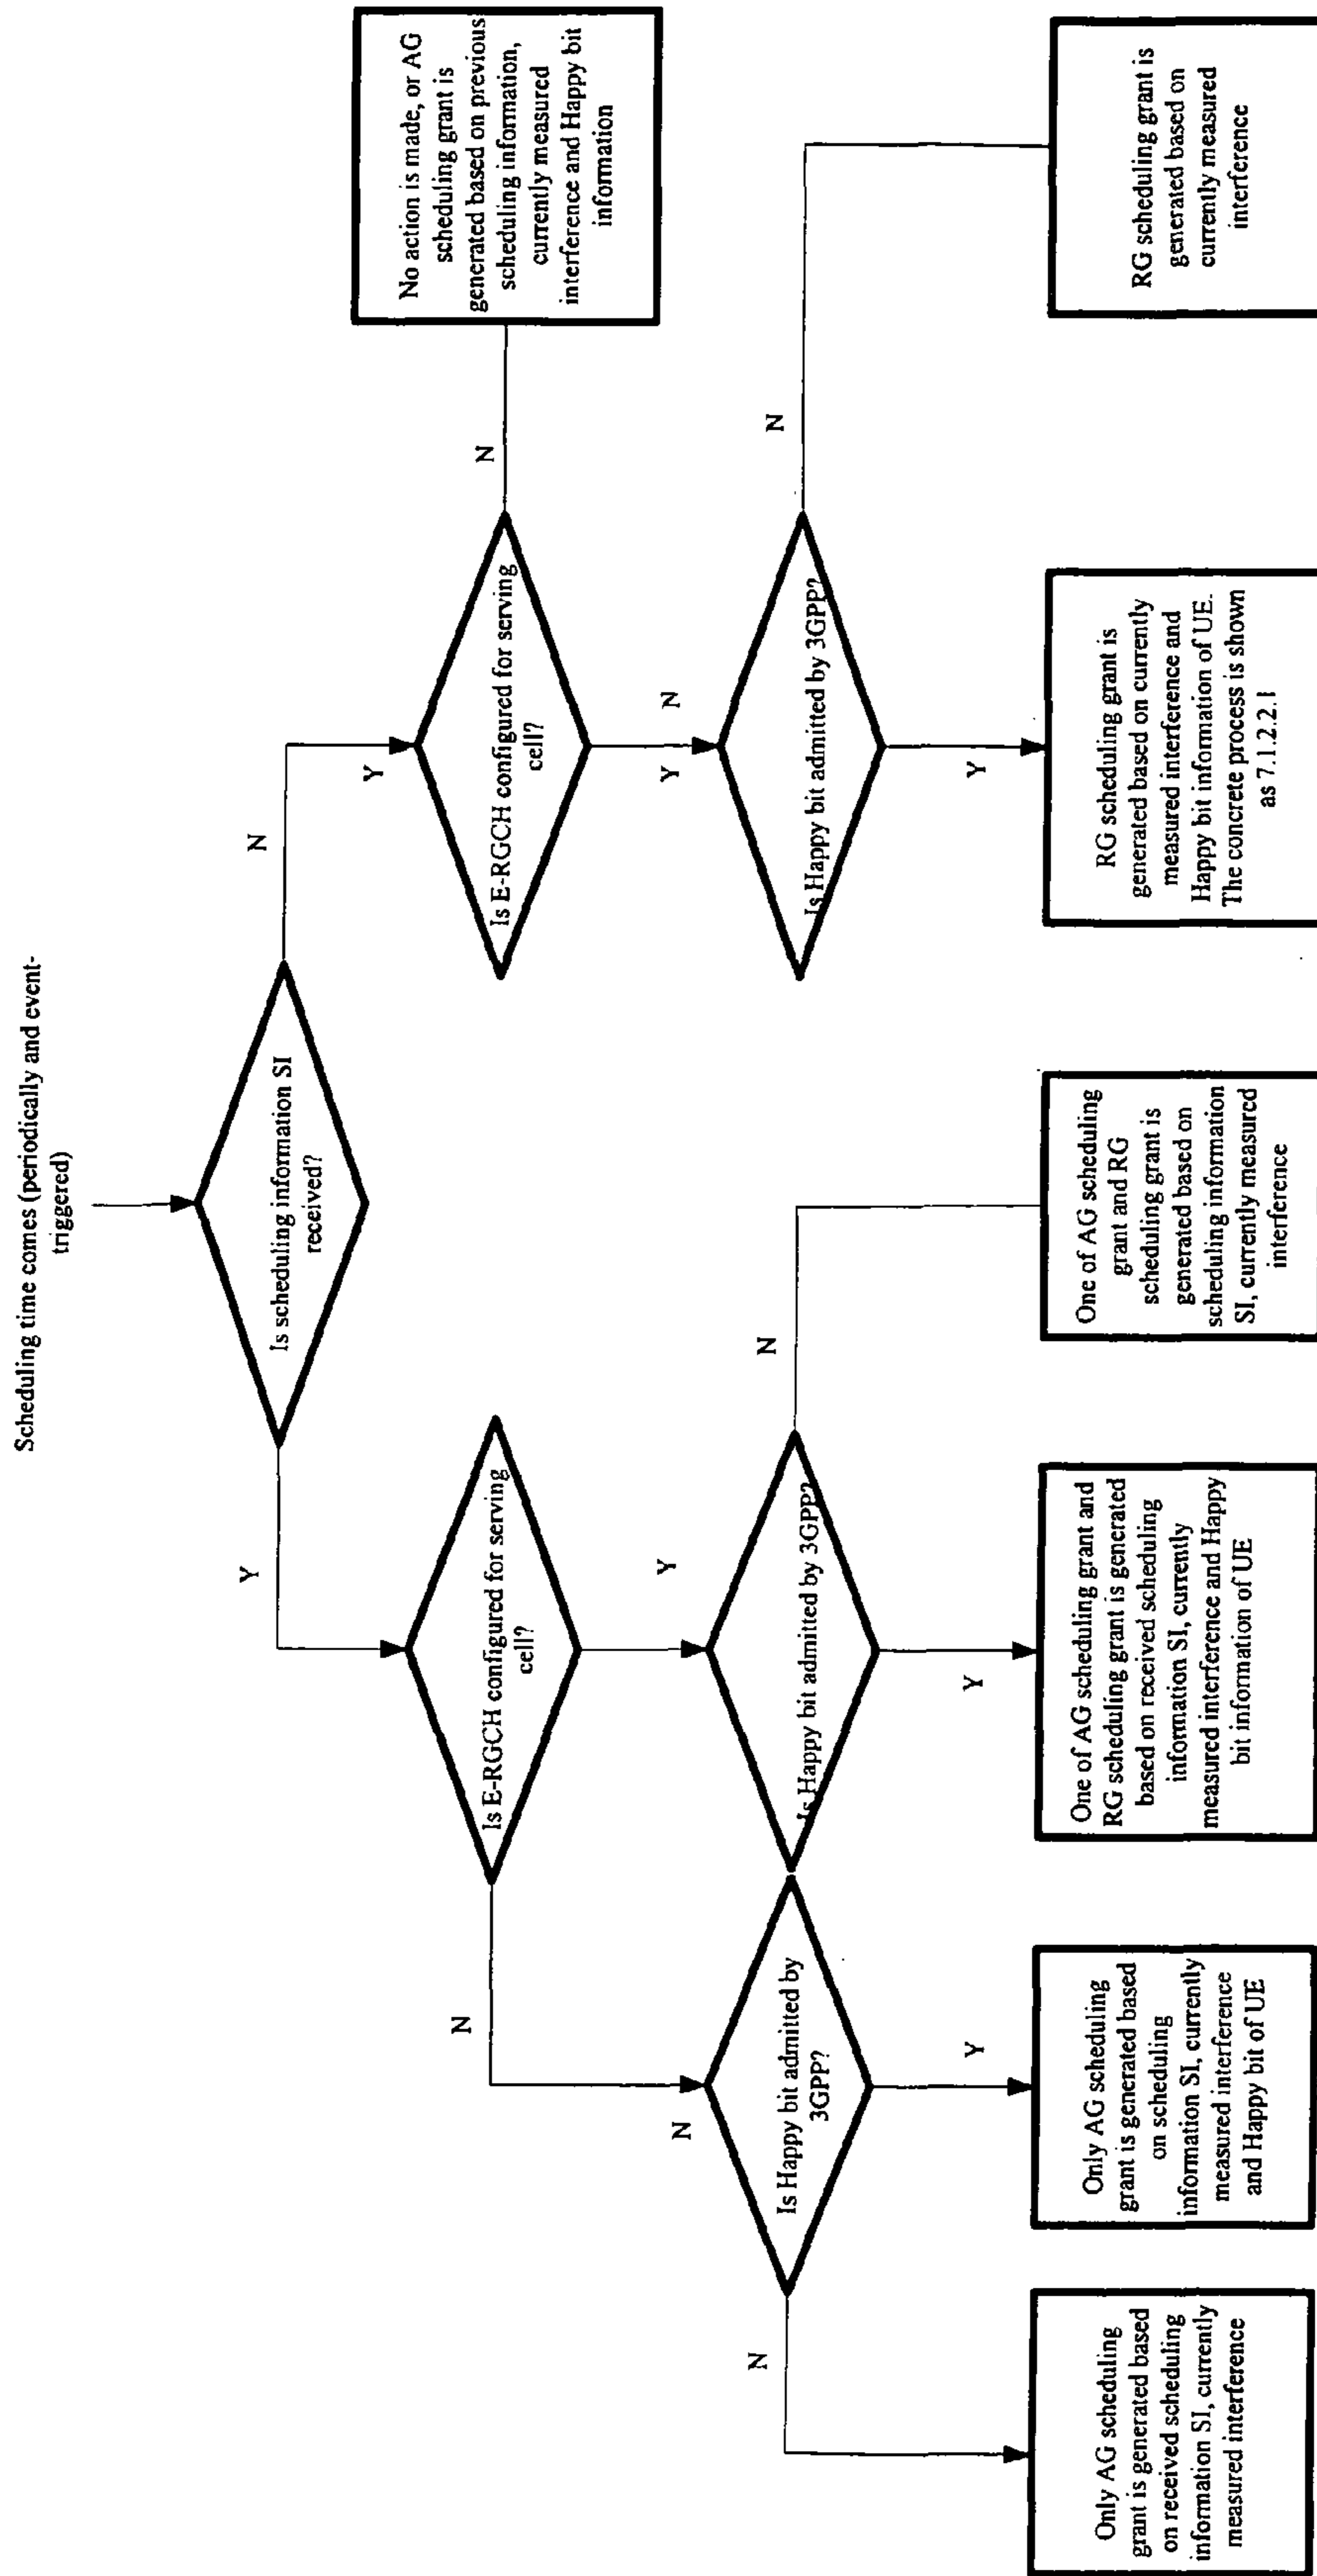 Scheduling time comes (periodically and event-
triggered)
Is scheduling information SI
received?
Y
N
Is E-RGCH configured for serving
cell?
Is E-RGCH configured for serving
cell?
Y
N
Y
N
No action is made, or AG
scheduling grant is
generated based on previous
scheduling information,
currently measured
interference and Happy bit
information
N
Is Happy bit admitted by
3GPP?
Is Happy bit admitted by 3GPP?
Y
N
Is Happy bit admitted by 3GPP?
N
Y
N
Y
N
Y
N
Only AG scheduling
grant is generated based
on received scheduling
information SI, currently
measured interference
Only AG scheduling
grant is generated based
on scheduling
information SI, currently
measured interference
and Happy bit of UE
One of AG scheduling grant and
RG scheduling grant is generated
based on received scheduling
information SI, currently
measured interference and Happy
bit information of UE
One of AG scheduling
grant and RG
scheduling grant is
generated based on
scheduling information
SI, currently measured
interference
RG scheduling grant is
generated based on currently
measured interference and
Happy bit information of UE.
The concrete process is shown
as 7.1.2.2.1
RG scheduling grant is
generated based on
currently measured
interference